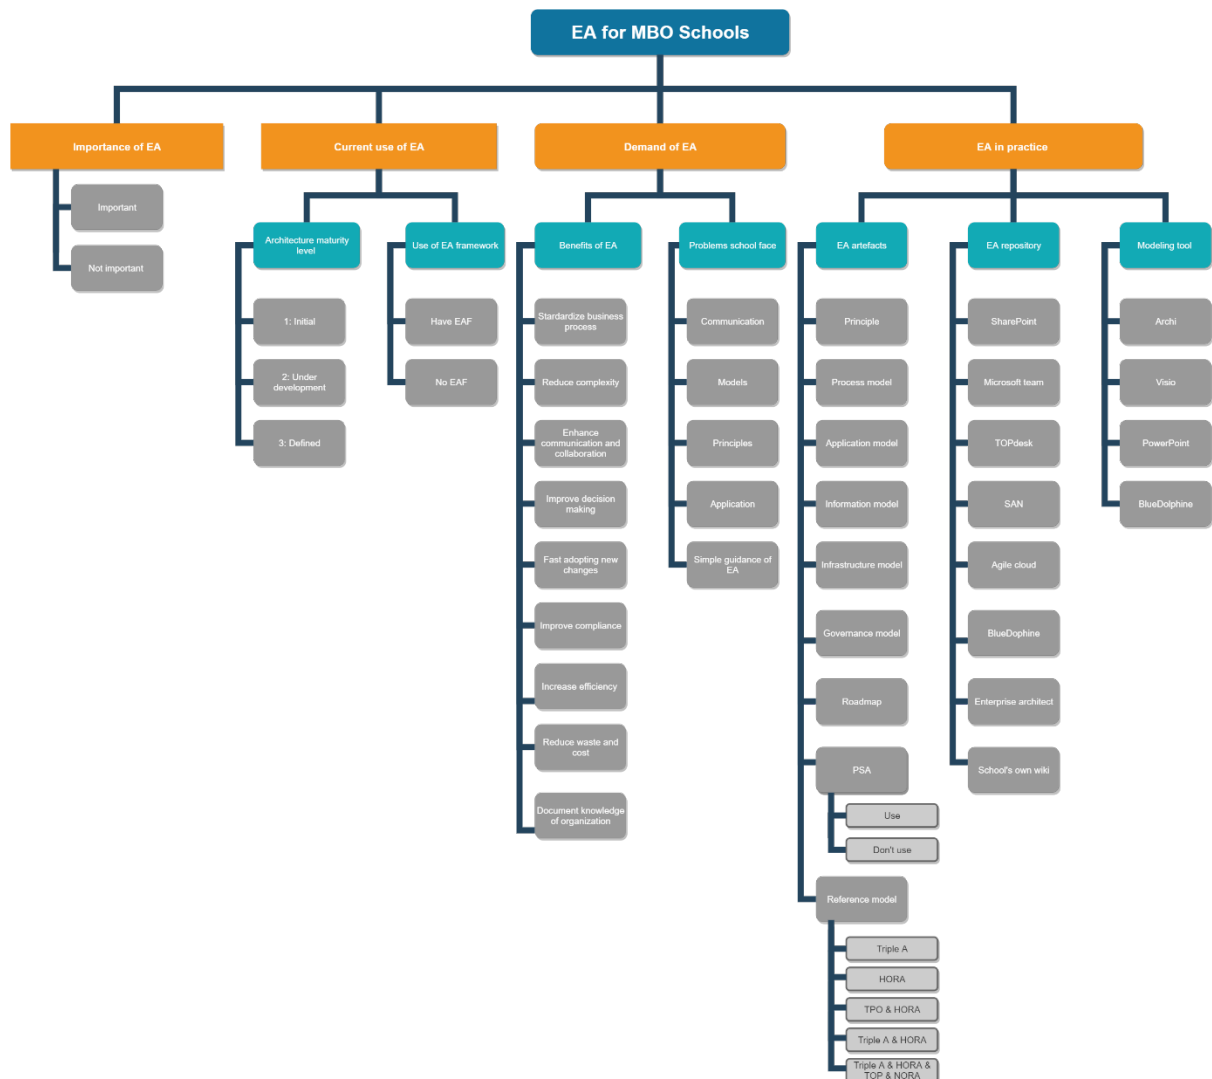 EA for MBO Schools
Importance of EA
Current use of EA
Demand of EA
EA in practice
Important
Not important
Architecture maturity
level
1: Initial
2: Under
development
3: Defined
Use of EA framework
Have EAF
No EAF
Benefits of EA
Stardardize business
process
Reduce complexity
Enhance
communication and
collaboration
Improve decision
making
Fast adopting new
changes
Improve compliance
Increase efficiency
Reduce waste and
cost
Document knowledge
of organization
Problems school face
Communication
Models
Principles
Application
Simple guidance of
EA
EA artefacts
Principle
Process model
Application model
Information model
Infrastructure model
Governance model
Roadmap
PSA
Use
Don't use
Reference model
Triple A
HORA
TPO & HORA
Triple A & HORA
Triple A & HORA &
TOP & NORA
EA repository
SharePoint
Microsoft team
TOPdesk
SAN
Agile cloud
BlueDophine
Enterprise architect
School's own wiki
Modeling tool
Archi
Visio
PowerPoint
BlueDolphine